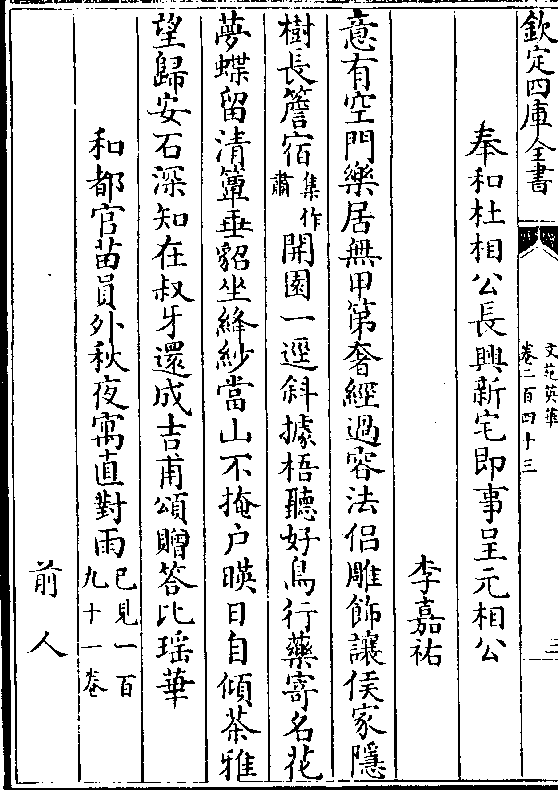 欽定四庫全書
文苑英華
卷二百四十三
三
奉和杜相公長興新宅即事呈元相公
李嘉祐
意有空門樂居無甲第奢經過容法侣雕飾讓侯家隱
樹長簷宿集作肅開園一逕斜據梧聽好鳥行藥寄名花
夢蝶留清簟垂貂坐絳紗當山不掩户暎日自傾茶雅
望歸安石深知在叔牙還成吉甫頌贈答比瑶華
和都官苗員外秋夜寓直對雨已見一百九十一卷
前人